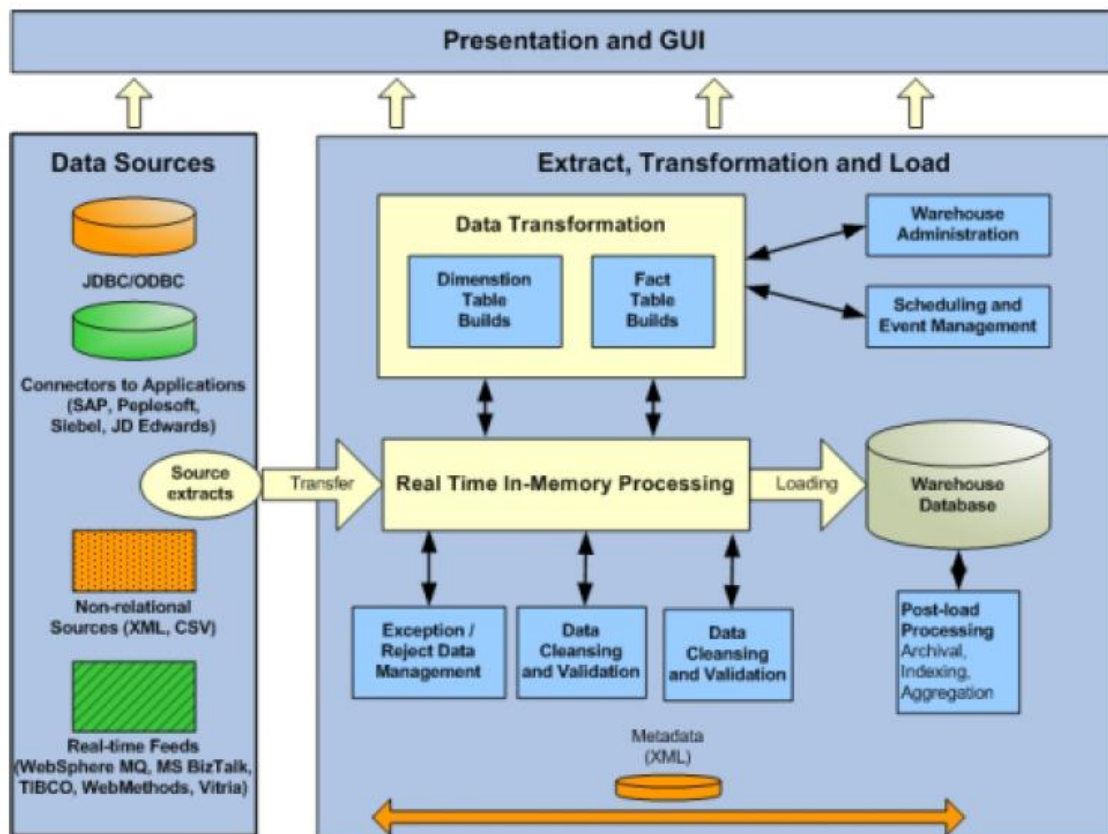 Presentation and GUI
Data Sources
JDBC/ODBC
Connectors to Applications
(SAP, Peplesoft,
Siebel, JD Edwards)
Source
extracts
Non-relational
Sources (XML, CSV)
Real-time Feeds
(WebSphere MQ, MS BizTalk,
TIBCO, WebMethods, Vitria)
Transfer
Extract, Transformation and Load
Data Transformation
Dimenstion
Table
Builds
Fact
Table
Builds
Warehouse
Administration
Scheduling and
Event Management
Real Time In-Memory Processing
Loading
Warehouse
Database
Exception /
Reject Data
Management
Data
Cleansing
and Validation
Data
Cleansing
and Validation
Post-load
Processing
Archival,
Indexing,
Aggregation
Metadata
(XML)